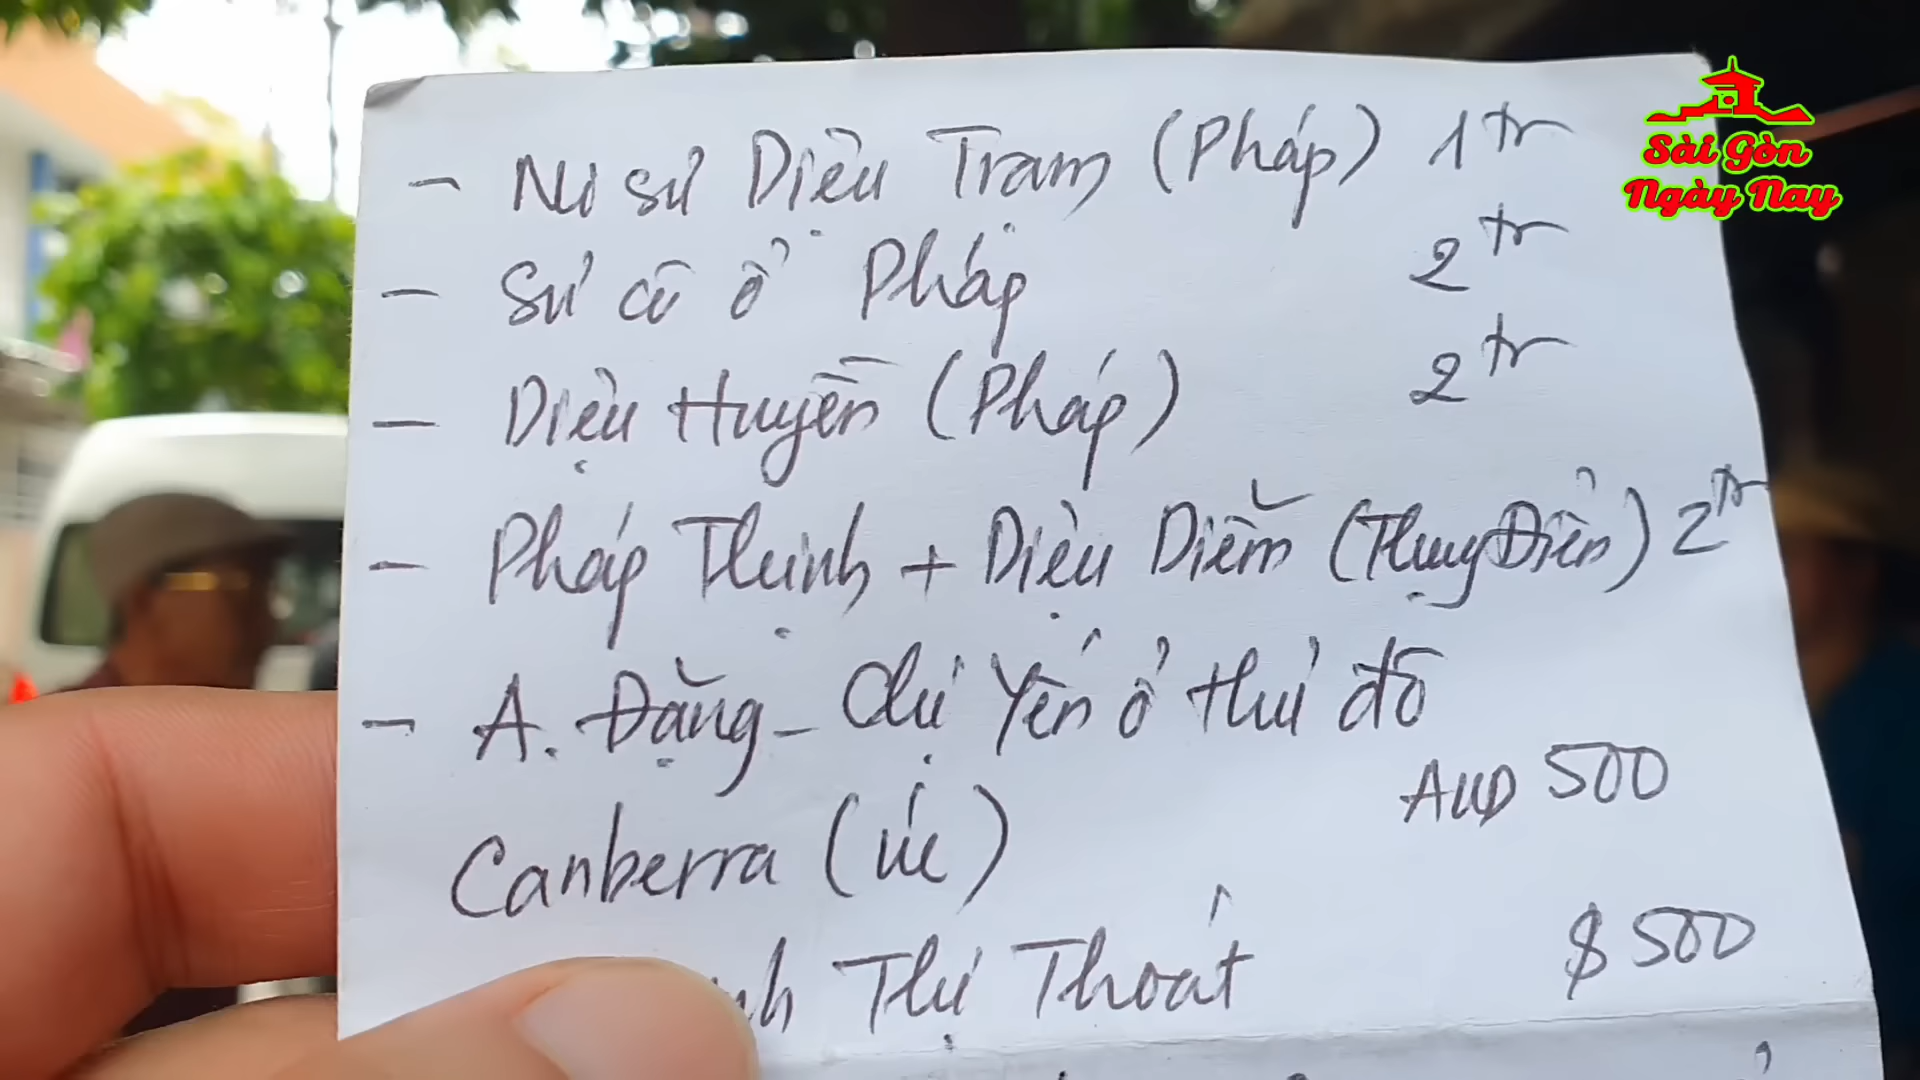 - Ni sư Diệu Trạm (Pháp) 1tr
Sài Gòn
Ngày Nay
- Sư cô ở Pháp 2tr
- Diệu Huyền (Pháp) 2tr
- Pháp Thịnh + Diệu Diễm (Thụy Điển) 2tr
- A. Đặng - Chị Yến ở thủ đô
Canberra (Úc) AUD 500
Thị Thoát $ 500